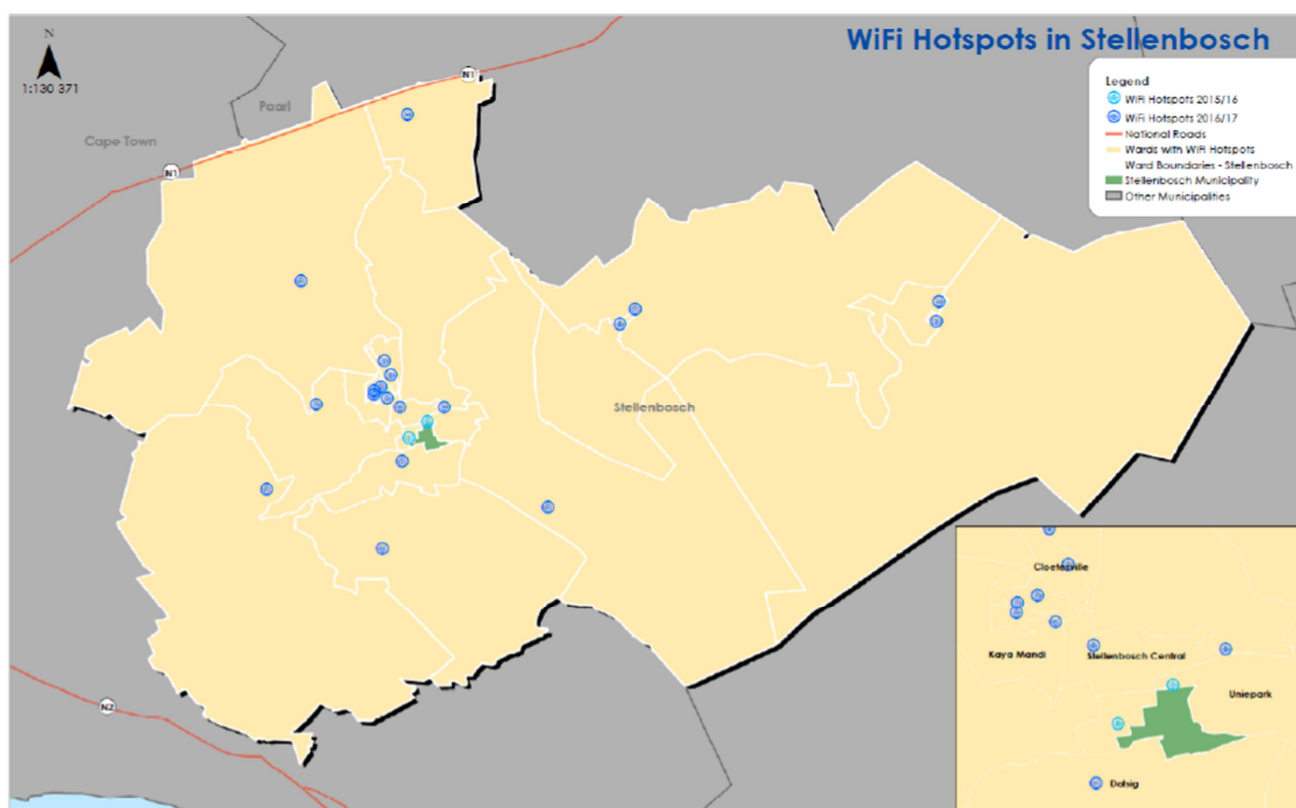 WiFi Hotspots in Stellenbosch
N
1:130 371
N1
Paarl
Cape Town
N1
Legend
WiFi Hotspots 2015/16
WiFi Hotspots 2016/17
National Roads
Wards with WiFi Hotspots
Ward Boundaries - Stellenbosch
Stellenbosch Municipality
Other Municipalities
Stellenbosch
N2
Cloetesville
Kaya Mandi
Stellenbosch Central
Uniepark
Dalsig